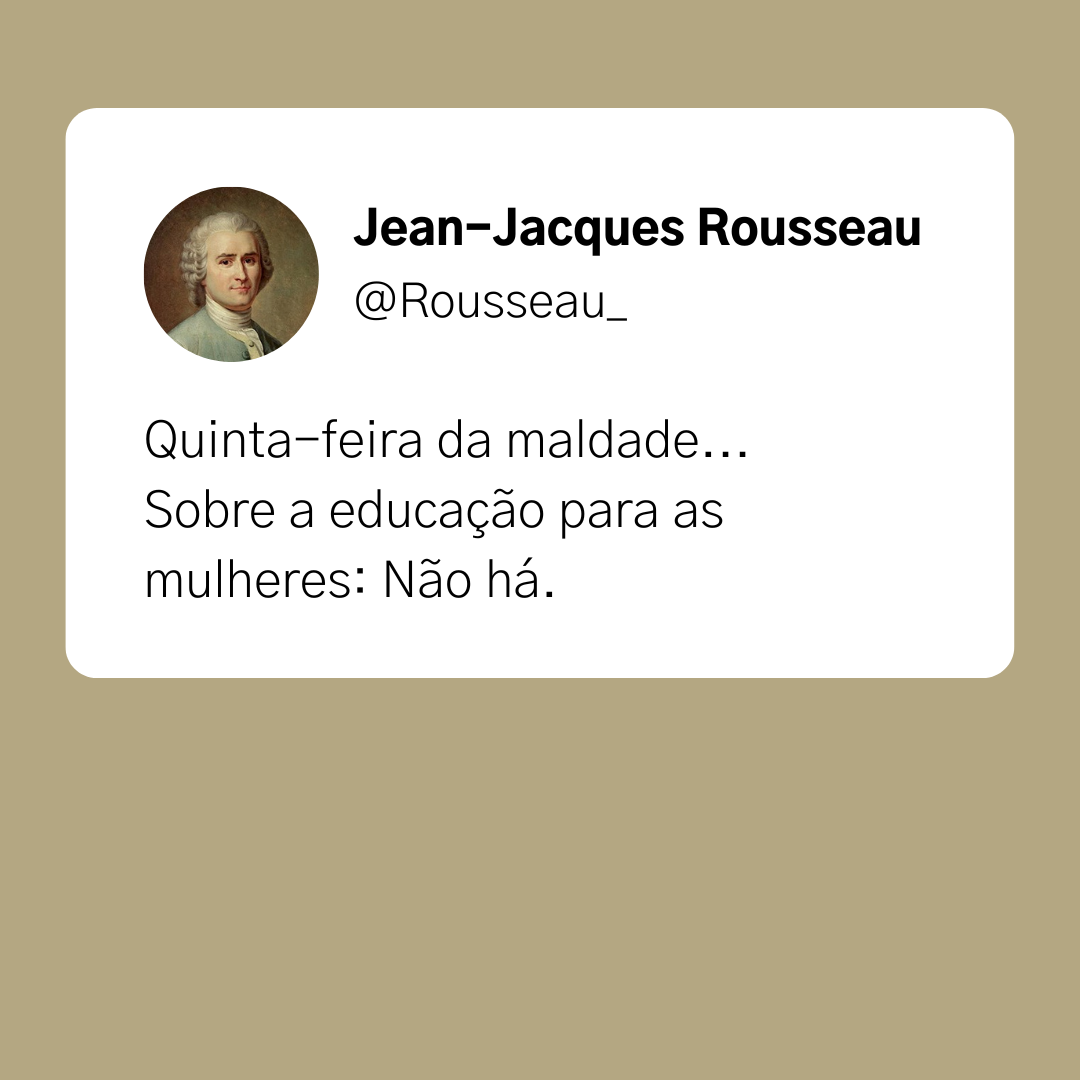 Jean-Jacques Rousseau
@Rousseau_
Quinta-feira da maldade...
Sobre a educação para as
mulheres: Não há.